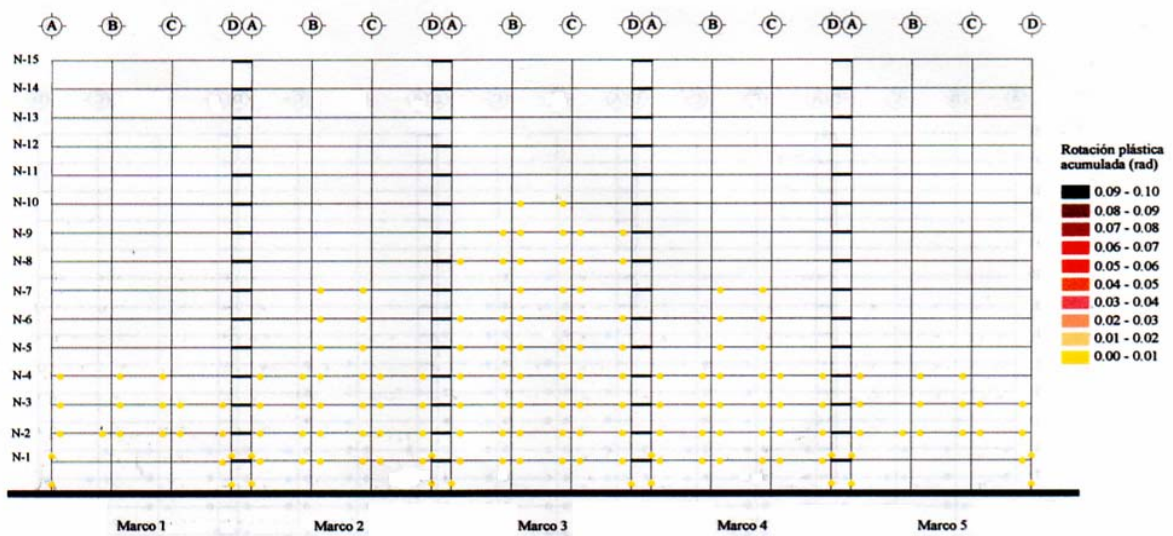 A B C D A B C D A B C D A B C D A B C D
N-15
N-14
N-13
N-12
N-11
N-10
N-9
N-8
N-7
N-6
N-5
N-4
N-3
N-2
N-1
Rotación plástica
acumulada (rad)
0.09 - 0.10
0.08 - 0.09
0.07 - 0.08
0.06 - 0.07
0.05 - 0.06
0.04 - 0.05
0.03 - 0.04
0.02 - 0.03
0.01 - 0.02
0.00 - 0.01
Marco 1 Marco 2 Marco 3 Marco 4 Marco 5